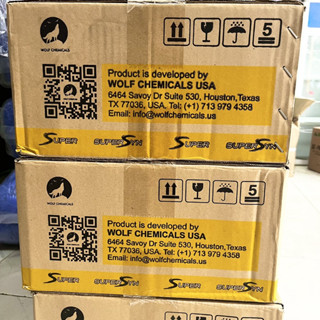 WOLF CHEMICALS
5
Product is developed by
WOLF CHEMICALS USA
6464 Savoy Dr Suite 530, Houston,Texas
TX 77036, USA. Tel: (+1) 713 979 4358
Email: info@wolfchemicals.us
SUPER SUPERSYN SUPER SUPERSYN
WOLF CHEMICALS
5
Product is developed by
WOLF CHEMICALS USA
6464 Savoy Dr Suite 530, Houston,Texas
TX 77036, USA. Tel: (+1) 713 979 4358
Email: info@wolfchemicals.us
SUPER SUPERSYN SUPER SUPERSYN
5